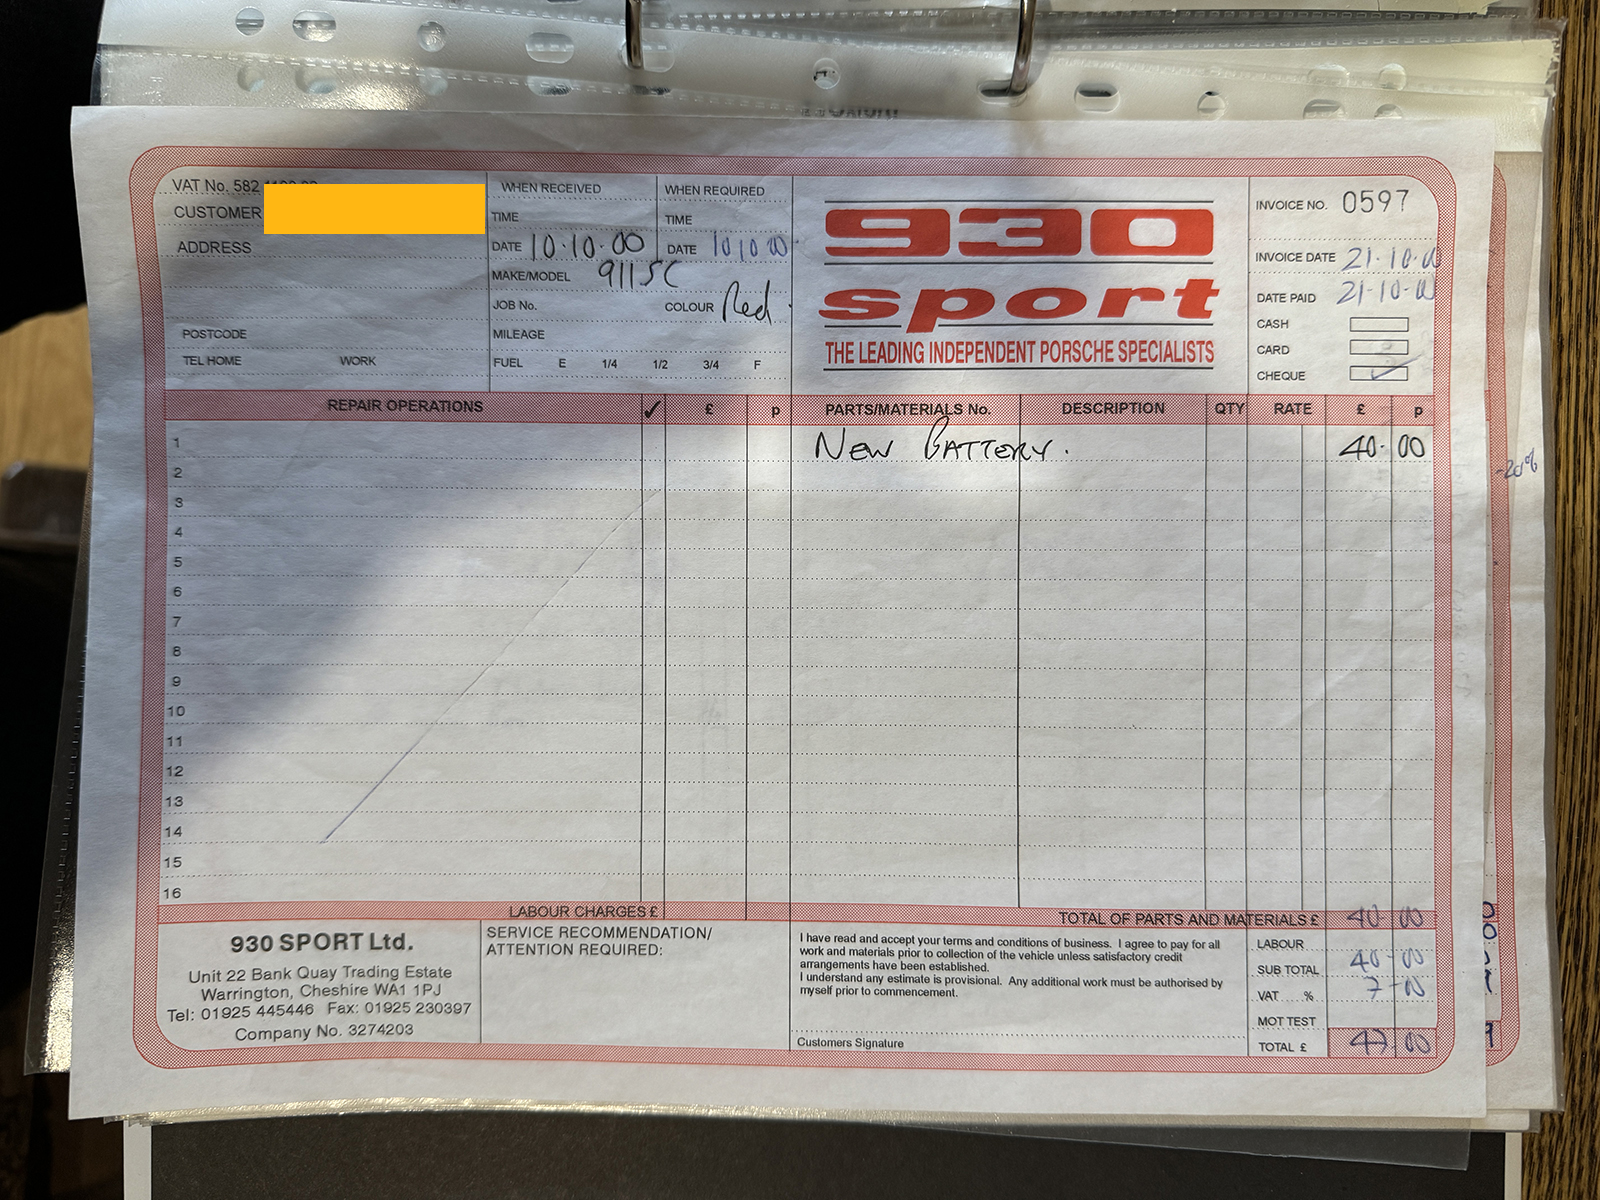 VAT No. 582
CUSTOMER
ADDRESS
POSTCODE
TEL HOME WORK
WHEN RECEIVED WHEN REQUIRED
TIME TIME
DATE 10·10·00 DATE 10 10 00
MAKE/MODEL 911SC
JOB No. COLOUR Red.
MILEAGE
FUEL E 1/4 1/2 3/4 F
930
sport
THE LEADING INDEPENDENT PORSCHE SPECIALISTS
INVOICE NO. 0597
INVOICE DATE 21·10·00
DATE PAID 21-10-00
CASH
CARD
CHEQUE ✓
REPAIR OPERATIONS ✓ £ p PARTS/MATERIALS No. DESCRIPTION QTY RATE £ p
1 NEW BATTERY. 40· 00
2
3
4
5
6
7
8
9
10
11
12
13
14
15
16
-20%
LABOUR CHARGES £ TOTAL OF PARTS AND MATERIALS £ 40 00
930 SPORT Ltd.
Unit 22 Bank Quay Trading Estate
Warrington, Cheshire WA1 1PJ
Tel: 01925 445446 Fax: 01925 230397
Company No. 3274203
SERVICE RECOMMENDATION/
ATTENTION REQUIRED:
I have read and accept your terms and conditions of business. I agree to pay for all
work and materials prior to collection of the vehicle unless satisfactory credit
arrangements have been established.
I understand any estimate is provisional. Any additional work must be authorised by
myself prior to commencement.
Customers Signature
LABOUR
SUB TOTAL 40-00
VAT % 7-00
MOT TEST
TOTAL £ 47 00